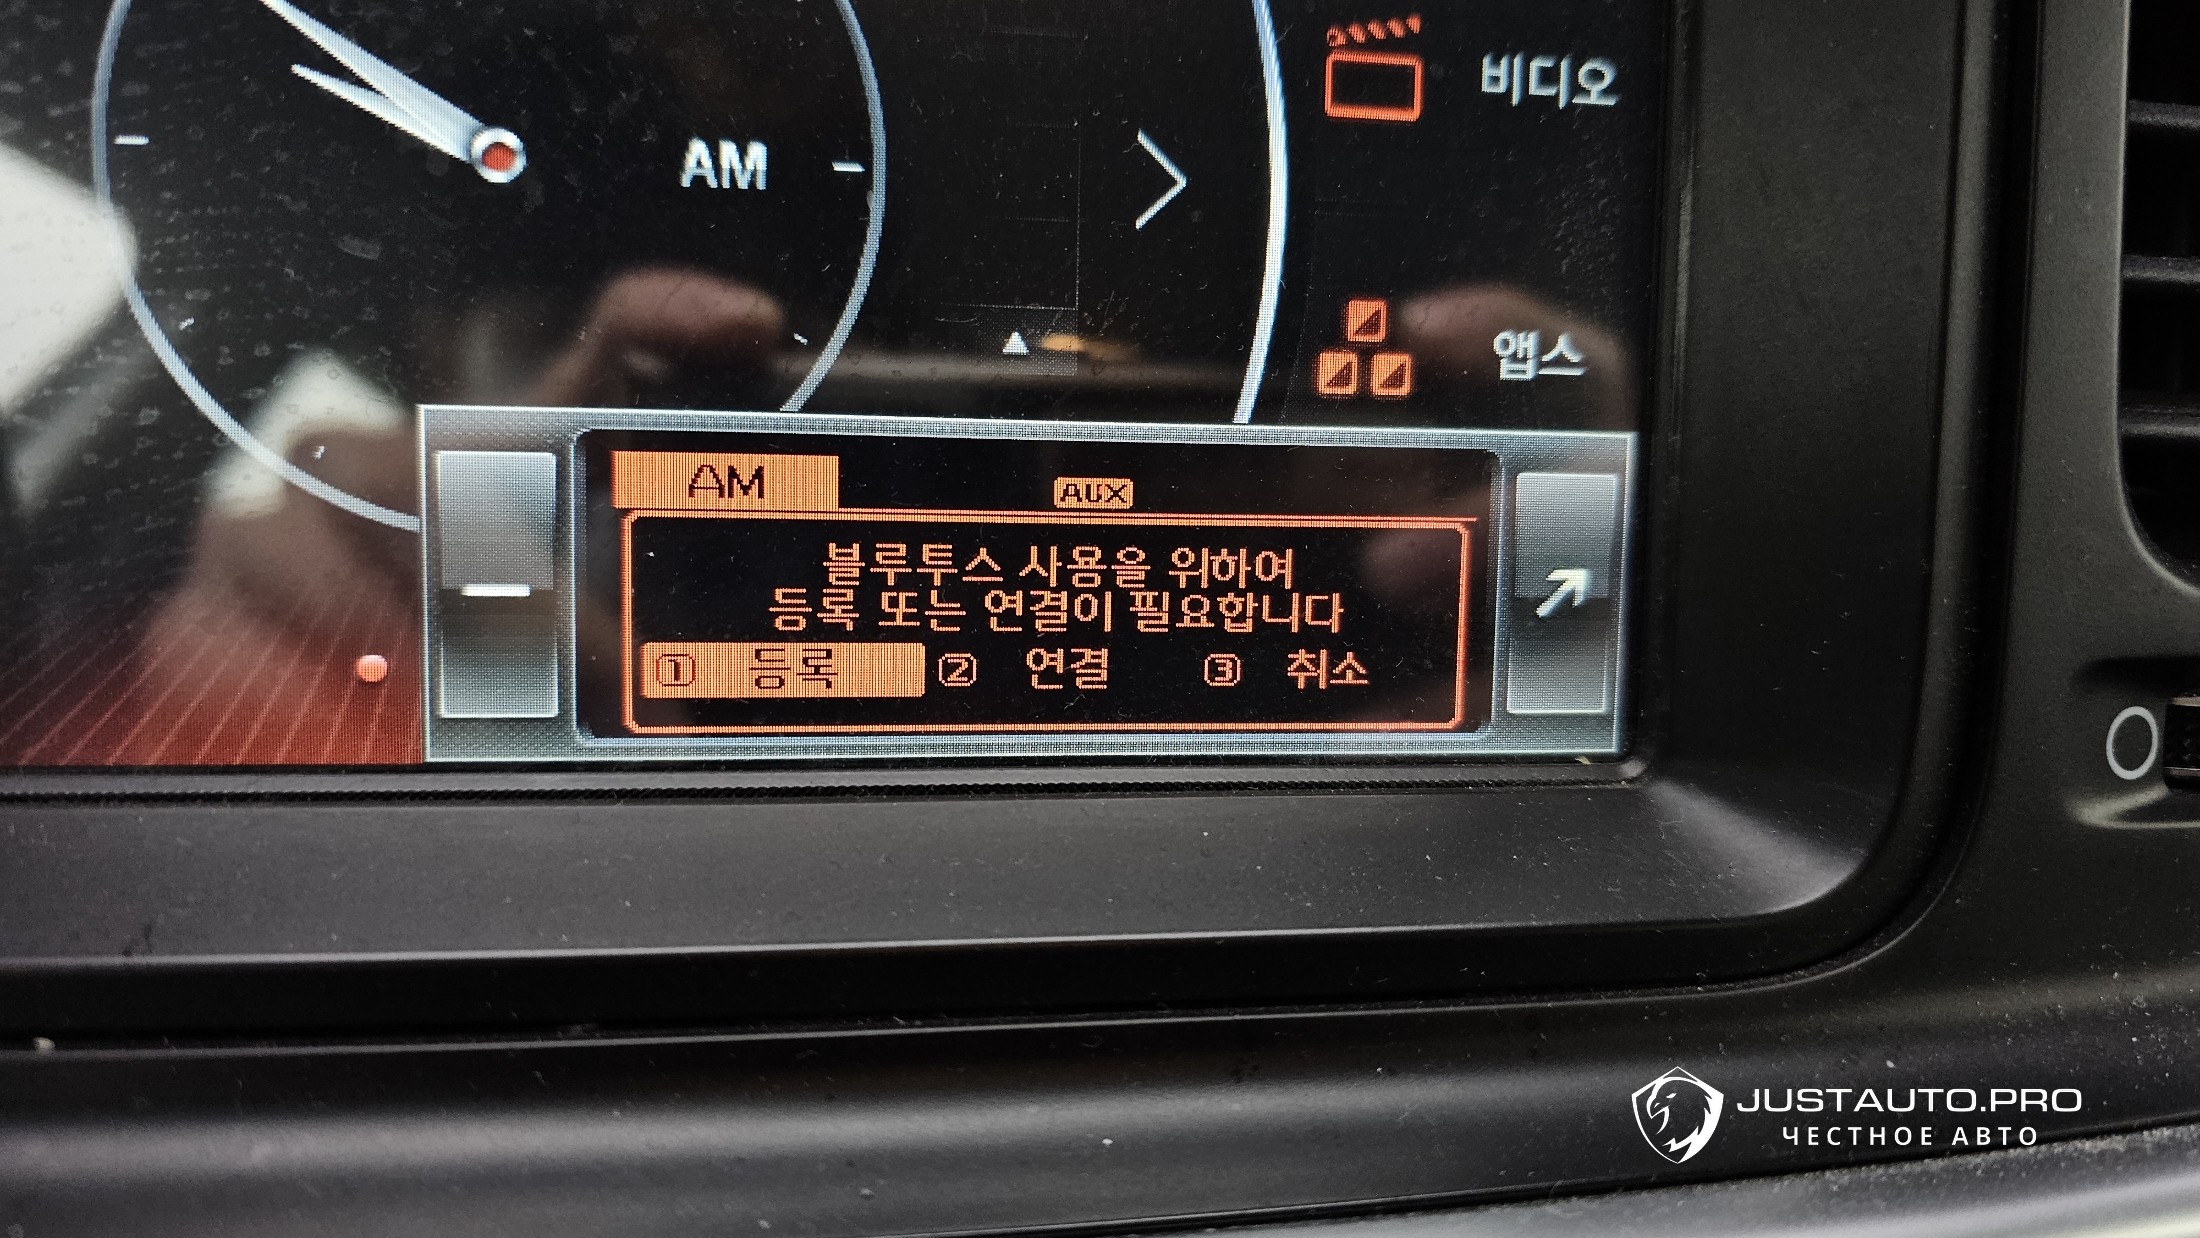 비디오
AM
앱스
AM
AUX
블루투스 사용을 위하여
등록 또는 연결이 필요합니다
① 등록 ② 연결 ③ 취소
JUSTAUTO.PRO
ЧЕСТНОЕ АВТО